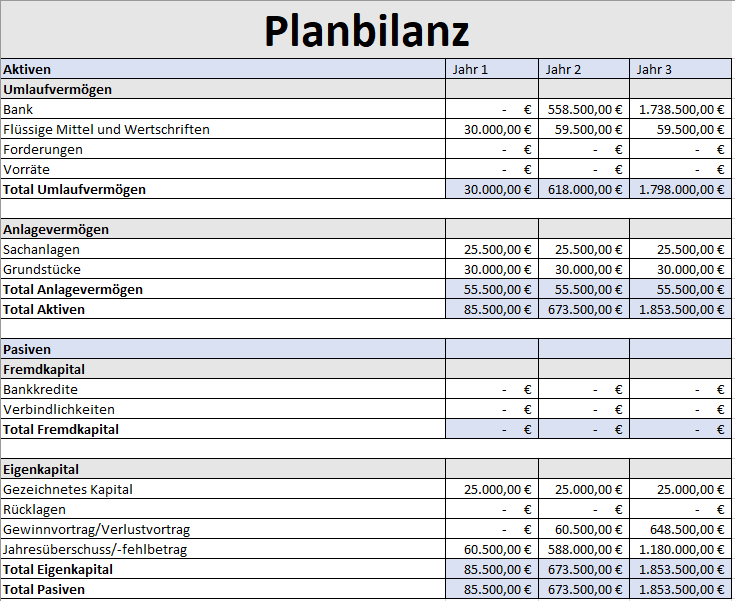 Planbilanz
Aktiven Jahr 1 Jahr 2 Jahr 3
Umlaufvermögen
Bank - € 558.500,00 € 1.738.500,00 €
Flüssige Mittel und Wertschriften 30.000,00 € 59.500,00 € 59.500,00 €
Forderungen - € - € - €
Vorräte - € - € - €
Total Umlaufvermögen 30.000,00 € 618.000,00 € 1.798.000,00 €
Anlagevermögen
Sachanlagen 25.500,00 € 25.500,00 € 25.500,00 €
Grundstücke 30.000,00 € 30.000,00 € 30.000,00 €
Total Anlagevermögen 55.500,00 € 55.500,00 € 55.500,00 €
Total Aktiven 85.500,00 € 673.500,00 € 1.853.500,00 €
Pasiven
Fremdkapital
Bankkredite - € - € - €
Verbindlichkeiten - € - € - €
Total Fremdkapital - € - € - €
Eigenkapital
Gezeichnetes Kapital 25.000,00 € 25.000,00 € 25.000,00 €
Rücklagen - € - € - €
Gewinnvortrag/Verlustvortrag - € 60.500,00 € 648.500,00 €
Jahresüberschuss/-fehlbetrag 60.500,00 € 588.000,00 € 1.180.000,00 €
Total Eigenkapital 85.500,00 € 673.500,00 € 1.853.500,00 €
Total Pasiven 85.500,00 € 673.500,00 € 1.853.500,00 €